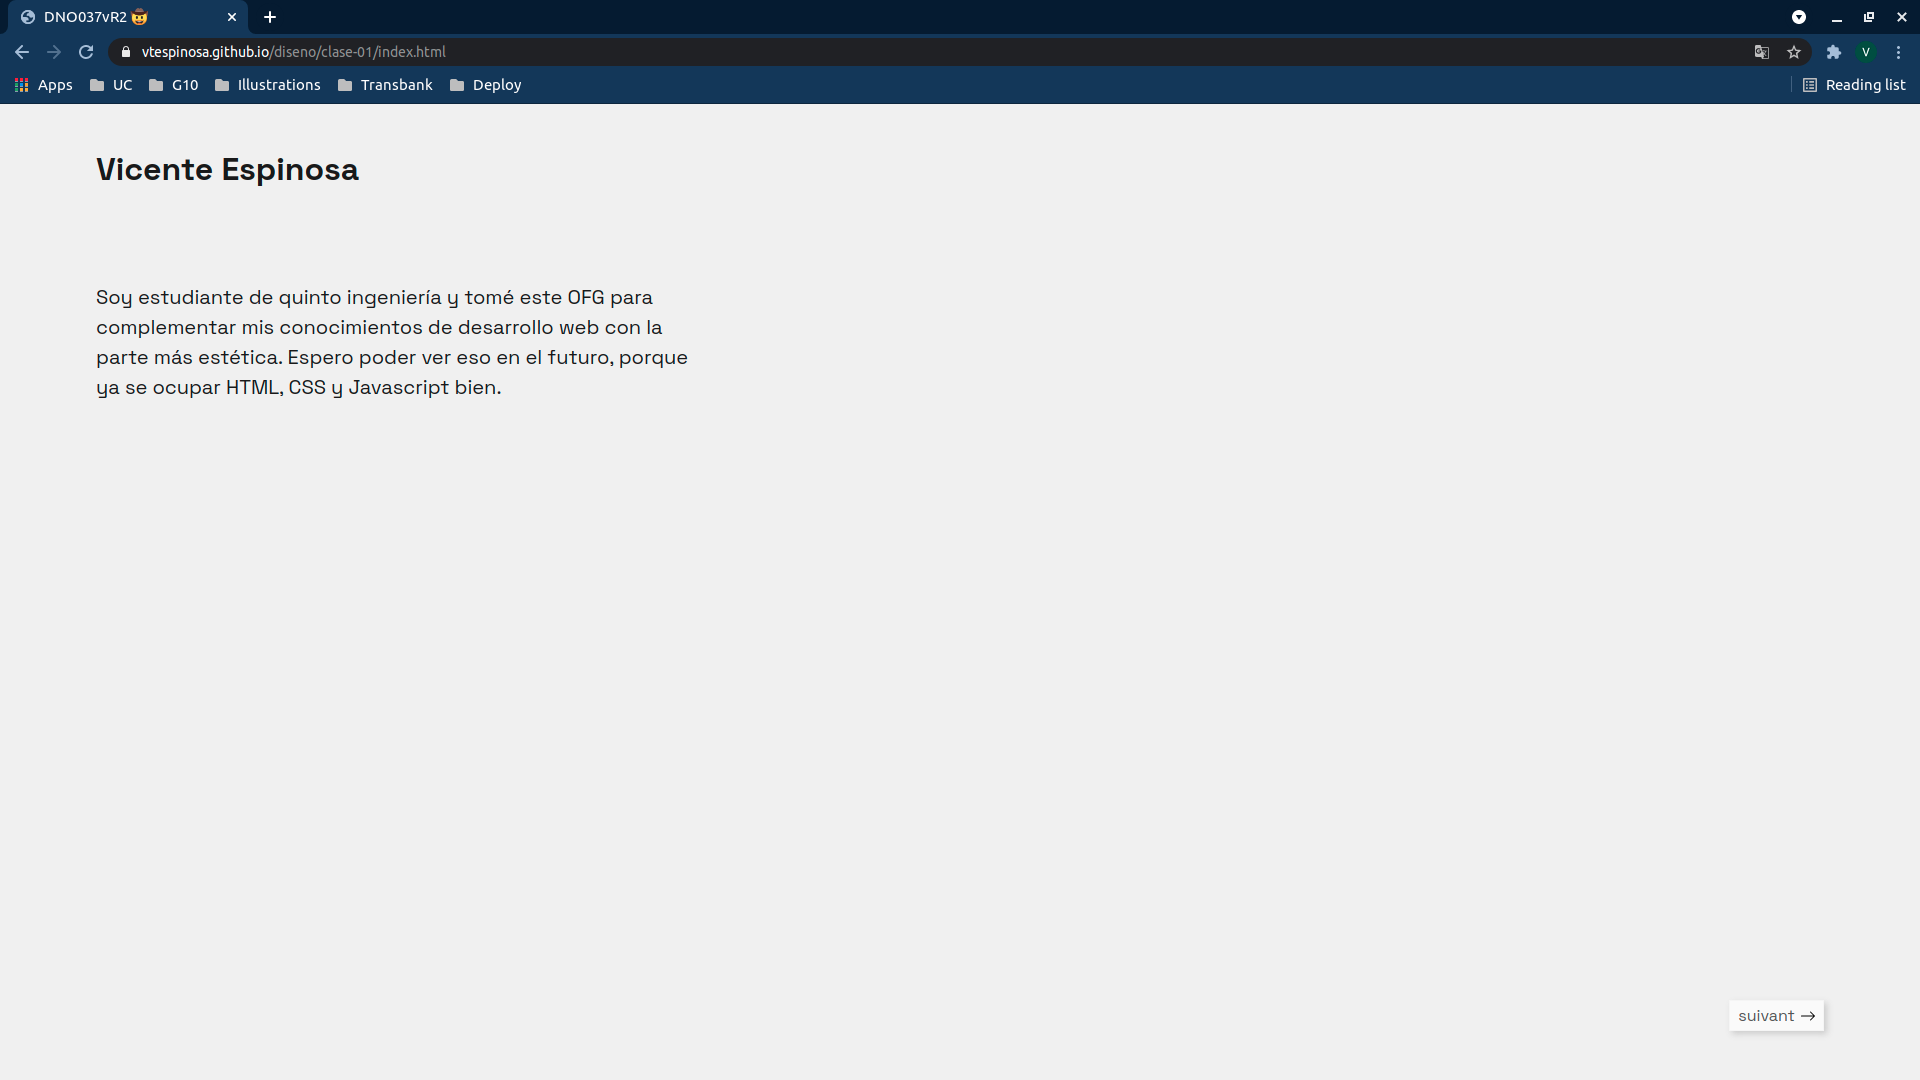 DNO037vR2 🤠
vtespinosa.github.io/diseno/clase-01/index.html
V
Apps UC G10 Illustrations Transbank Deploy Reading list
Vicente Espinosa
Soy estudiante de quinto ingeniería y tomé este OFG para
complementar mis conocimientos de desarrollo web con la
parte más estética. Espero poder ver eso en el futuro, porque
ya se ocupar HTML, CSS y Javascript bien.
suivant →